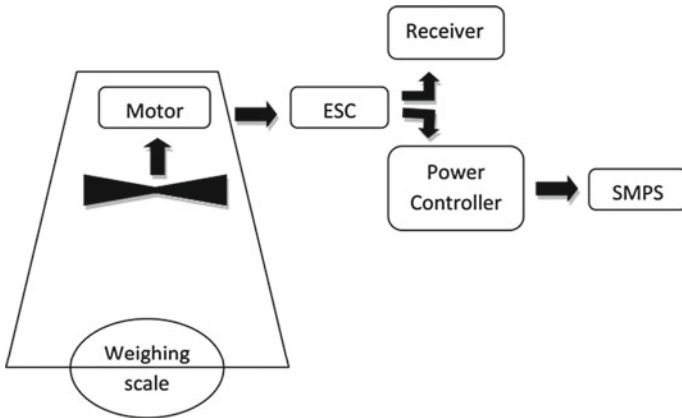 Receiver
Motor
ESC
Power
Controller
SMPS
Weighing
scale